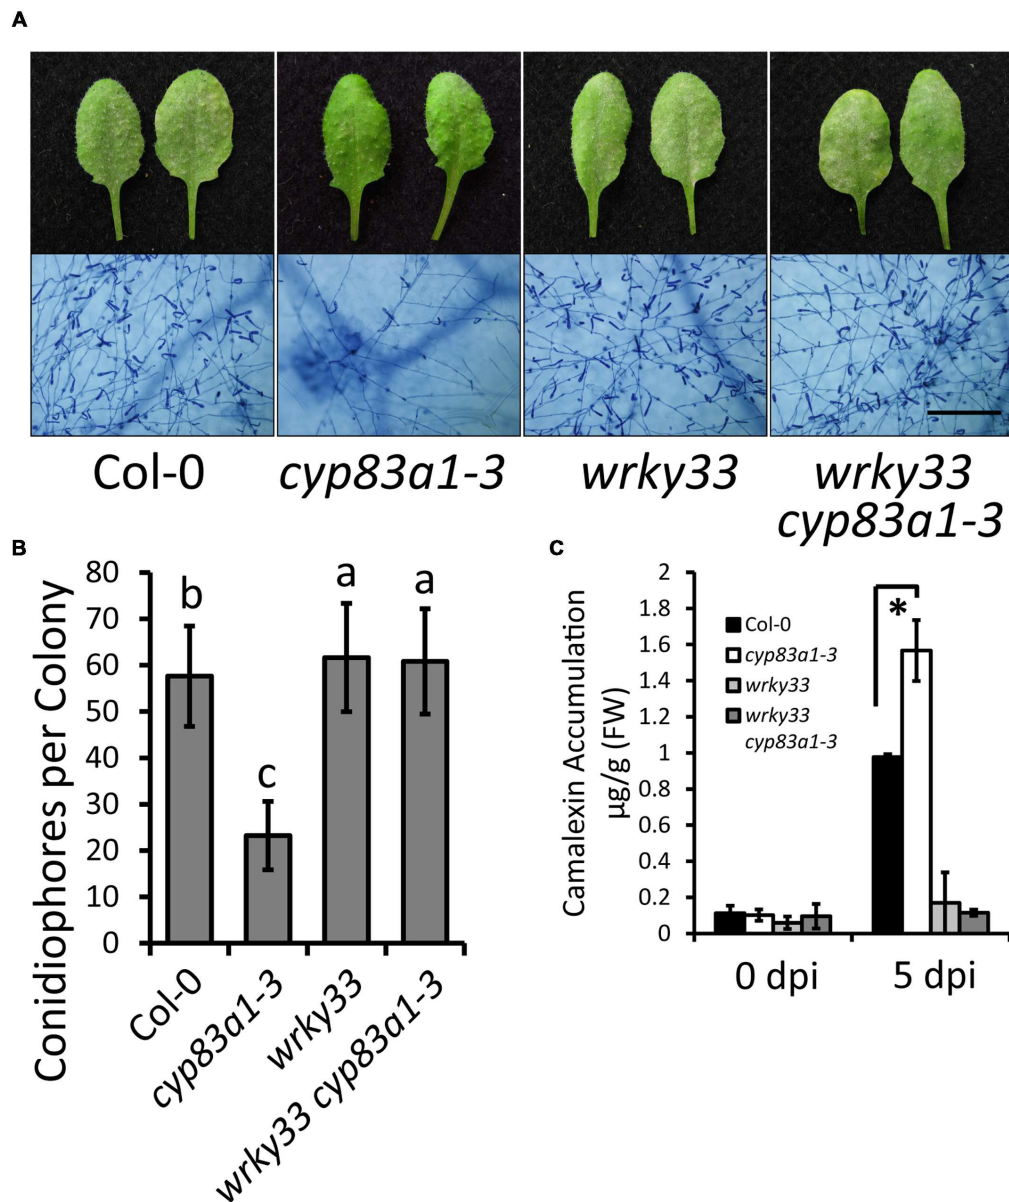 A
Col-0
cyp83a1-3
wrky33
wrky33
cyp83a1-3
B
Conidiophores per Colony
80
70
60
50
40
30
20
10
0
b
c
a
a
Col-0
cyp83a1-3
wrky33
wrky33 cyp83a1-3
C
Camalexin Accumulation
µg/g (FW)
2
1.8
1.6
1.4
1.2
1
0.8
0.6
0.4
0.2
0
Col-0
cyp83a1-3
wrky33
wrky33
cyp83a1-3
*
0 dpi
5 dpi